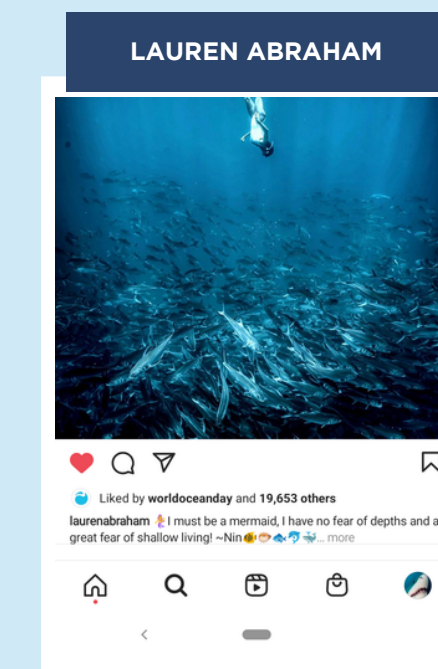 LAUREN ABRAHAM
Liked by worldoceanday and 19,653 others
laurenabraham 🧜‍♀️I must be a mermaid, I have no fear of depths and a
great fear of shallow living! ~Nin🐠🐡🐟🐬🐳... more